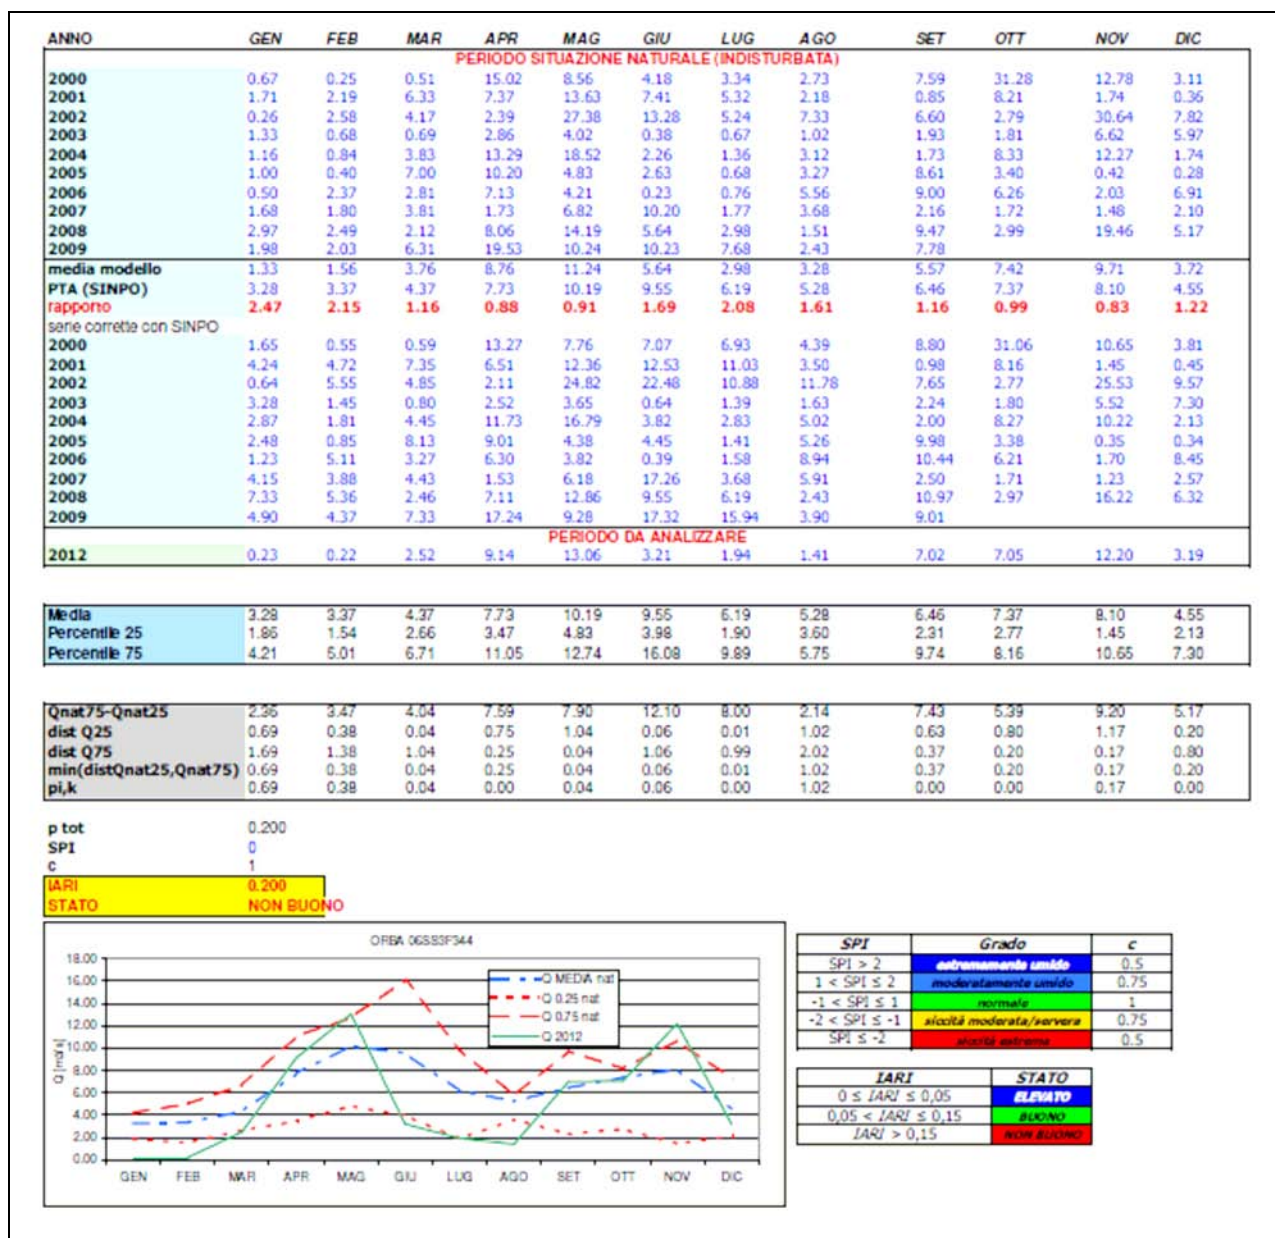 ANNO GEN FEB MAR APR MAG GIU LUG AGO SET OTT NOV DIC
PERIODO SITUAZIONE NATURALE (INDISTURBATA)
2000 0.67 0.25 0.51 15.02 8.56 4.18 3.34 2.73 7.59 31.28 12.78 3.11
2001 1.71 2.19 6.33 7.37 13.63 7.41 5.32 2.18 0.85 8.21 1.74 0.36
2002 0.26 2.58 4.17 2.39 27.38 13.28 5.24 7.33 6.60 2.79 30.64 7.82
2003 1.33 0.68 0.69 2.86 4.02 0.38 0.67 1.02 1.93 1.81 6.62 5.97
2004 1.16 0.84 3.83 13.29 18.52 2.26 1.36 3.12 1.73 8.33 12.27 1.74
2005 1.00 0.40 7.00 10.20 4.83 2.63 0.68 3.27 8.61 3.40 0.42 0.28
2006 0.50 2.37 2.81 7.13 4.21 0.23 0.76 5.56 9.00 6.26 2.03 6.91
2007 1.68 1.80 3.81 1.73 6.82 10.20 1.77 3.68 2.16 1.72 1.48 2.10
2008 2.97 2.49 2.12 8.06 14.19 5.64 2.98 1.51 9.47 2.99 19.46 5.17
2009 1.98 2.03 6.31 19.53 10.24 10.23 7.68 2.43 7.78
media modello 1.33 1.56 3.76 8.76 11.24 5.64 2.98 3.28 5.57 7.42 9.71 3.72
PTA (SINPO) 3.28 3.37 4.37 7.73 10.19 9.55 6.19 5.28 6.46 7.37 8.10 4.55
rapporto 2.47 2.15 1.16 0.88 0.91 1.69 2.08 1.61 1.16 0.99 0.83 1.22
serie corrette con SINPO
2000 1.65 0.55 0.59 13.27 7.76 7.07 6.93 4.39 8.80 31.06 10.65 3.81
2001 4.24 4.72 7.35 6.51 12.36 12.53 11.03 3.50 0.98 8.16 1.45 0.45
2002 0.64 5.55 4.85 2.11 24.82 22.48 10.88 11.78 7.65 2.77 25.53 9.57
2003 3.28 1.45 0.80 2.52 3.65 0.64 1.39 1.63 2.24 1.80 5.52 7.30
2004 2.87 1.81 4.45 11.73 16.79 3.82 2.83 5.02 2.00 8.27 10.22 2.13
2005 2.48 0.85 8.13 9.01 4.38 4.45 1.41 5.26 9.98 3.38 0.35 0.34
2006 1.23 5.11 3.27 6.30 3.82 0.39 1.58 8.94 10.44 6.21 1.70 8.45
2007 4.15 3.88 4.43 1.53 6.18 17.26 3.68 5.91 2.50 1.71 1.23 2.57
2008 7.33 5.36 2.46 7.11 12.86 9.55 6.19 2.43 10.97 2.97 16.22 6.32
2009 4.90 4.37 7.33 17.24 9.28 17.32 15.94 3.90 9.01
PERIODO DA ANALIZZARE
2012 0.23 0.22 2.52 9.14 13.06 3.21 1.94 1.41 7.02 7.05 12.20 3.19
Media 3.28 3.37 4.37 7.73 10.19 9.55 6.19 5.28 6.46 7.37 8.10 4.55
Percentile 25 1.86 1.54 2.66 3.47 4.83 3.98 1.90 3.60 2.31 2.77 1.45 2.13
Percentile 75 4.21 5.01 6.71 11.05 12.74 16.08 9.89 5.75 9.74 8.16 10.65 7.30
Qnat75-Qnat25 2.36 3.47 4.04 7.59 7.90 12.10 8.00 2.14 7.43 5.39 9.20 5.17
dist Q25 0.69 0.38 0.04 0.75 1.04 0.06 0.01 1.02 0.63 0.80 1.17 0.20
dist Q75 1.69 1.38 1.04 0.25 0.04 1.06 0.99 2.02 0.37 0.20 0.17 0.80
min(distQnat25,Qnat75) 0.69 0.38 0.04 0.25 0.04 0.06 0.01 1.02 0.37 0.20 0.17 0.20
pi,k 0.69 0.38 0.04 0.00 0.04 0.06 0.00 1.02 0.00 0.00 0.17 0.00
p tot 0.200
SPI 0
c 1
IARI 0.200
STATO NON BUONO
ORBA 06SS3F344
Q [mc/s]
18.00
16.00
14.00
12.00
10.00
8.00
6.00
4.00
2.00
0.00
GEN FEB MAR APR MAG GIU LUG AGO SET OTT NOV DIC
Q MEDIA nat
Q 0.25 nat
Q 0.75 nat
Q 2012
SPI Grado c
SPI > 2 estremamente umido 0.5
1 < SPI ≤ 2 moderatamente umido 0.75
-1 < SPI ≤ 1 normale 1
-2 < SPI ≤ -1 siccità moderata/servera 0.75
SPI ≤ -2 siccità estrema 0.5
IARI STATO
0 ≤ IARI ≤ 0,05 ELEVATO
0,05 < IARI ≤ 0,15 BUONO
IARI > 0,15 NON BUONO